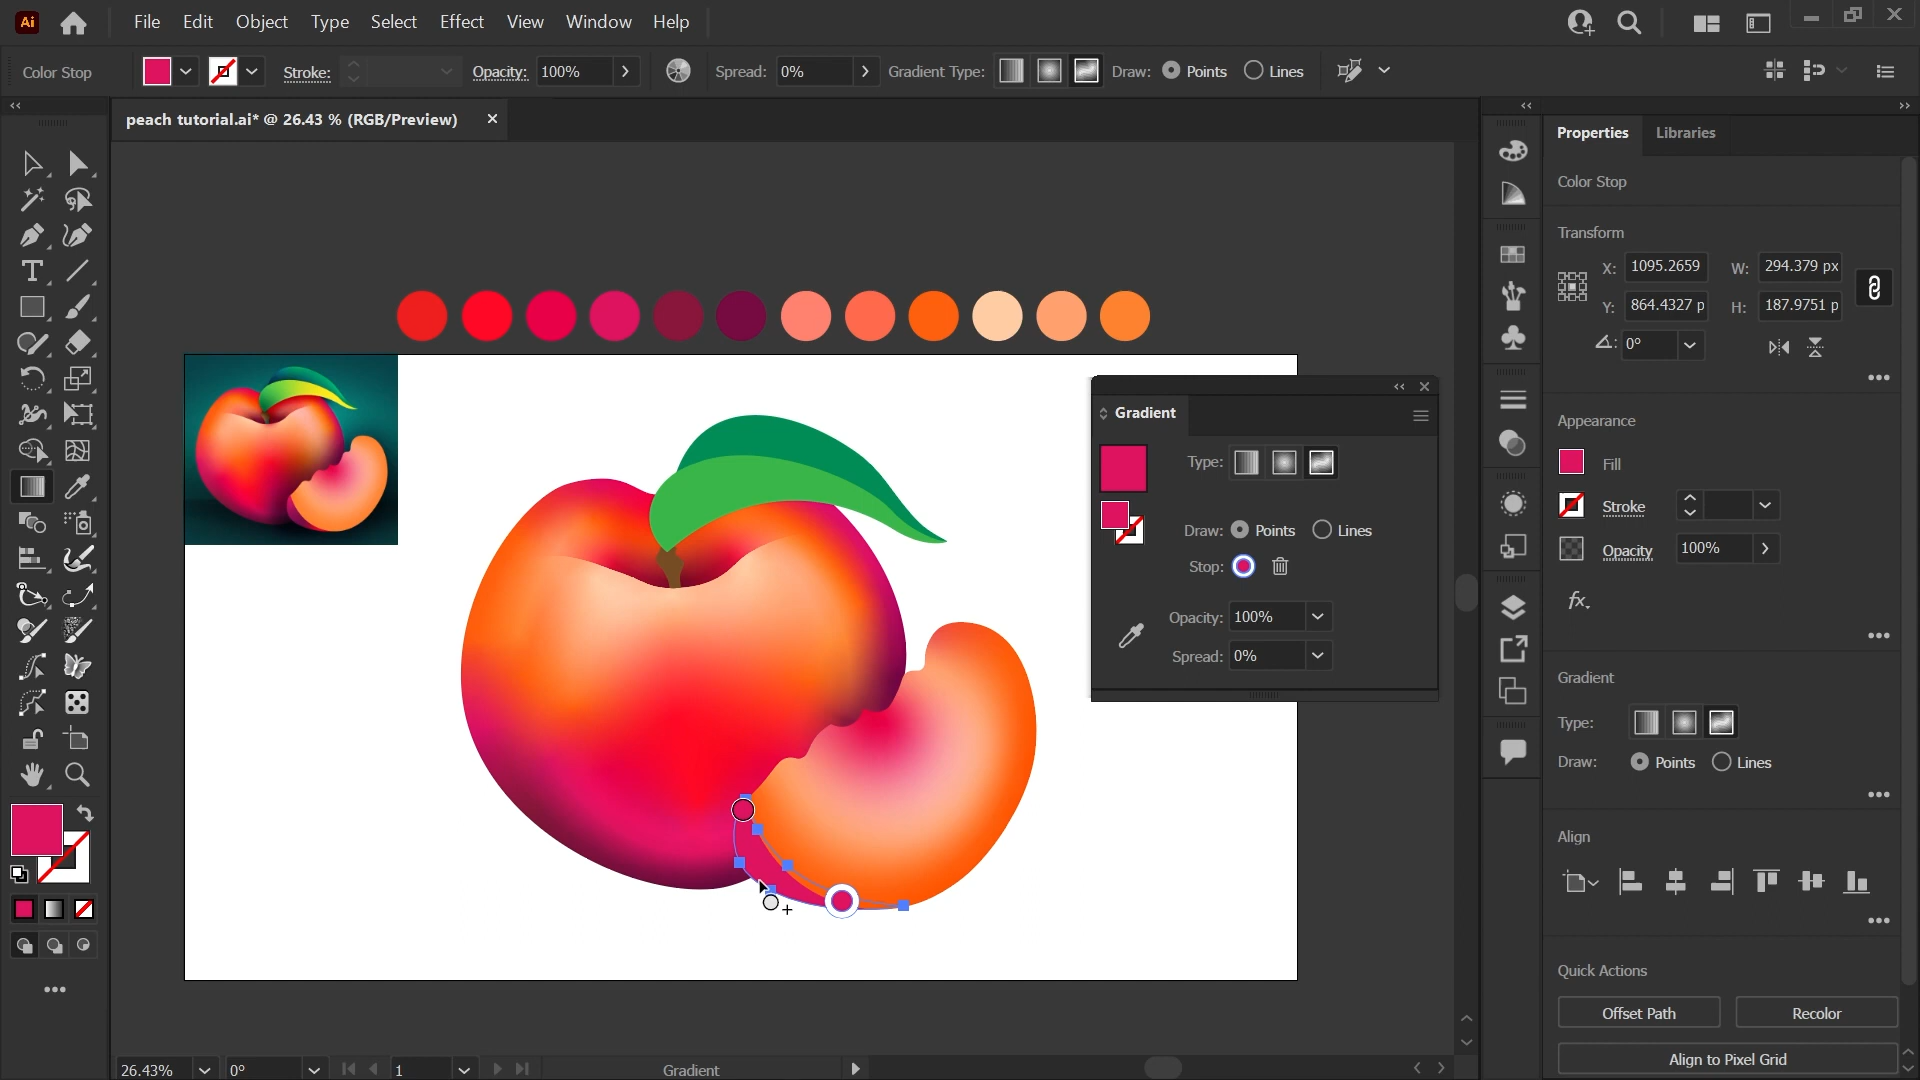 Ai File Edit Object Type Select Effect View Window Help
Color Stop Stroke: Opacity: 100% Spread: 0% Gradient Type: Draw: Points Lines
peach tutorial.ai* @ 26.43 % (RGB/Preview)
Properties Libraries
Color Stop
Transform
X: 1095.2659 W: 294.379 px
Y: 864.4327 p H: 187.9751 p
0°
Appearance
Fill
Stroke
Opacity 100%
fx
Gradient
Type:
Draw: Points Lines
Align
Quick Actions
Offset Path Recolor
Align to Pixel Grid
Gradient
Type:
Draw: Points Lines
Stop:
Opacity: 100%
Spread: 0%
26.43% 0° 1 Gradient